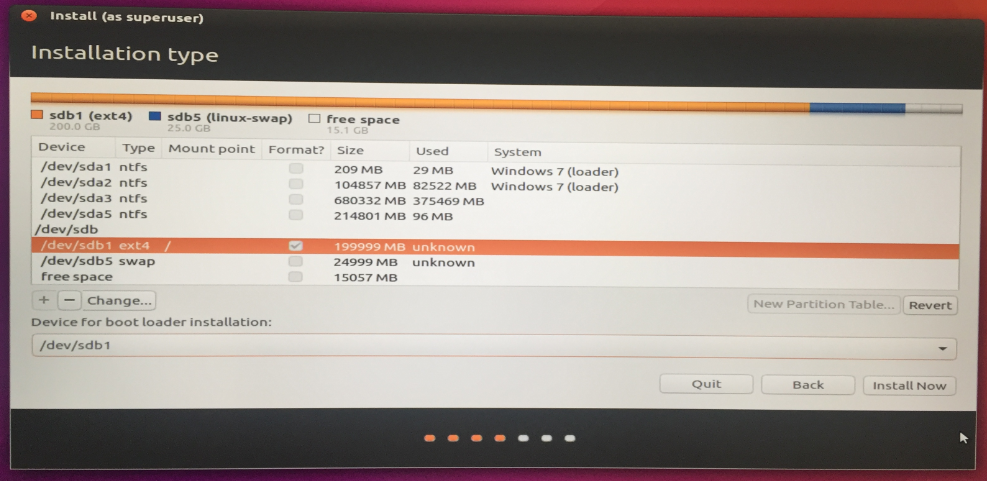 Install (as superuser)
Installation type
sdb1 (ext4) sdb5 (linux-swap) free space
200.0 GB 25.0 GB 15.1 GB
Device Type Mount point Format? Size Used System
/dev/sda1 ntfs 209 MB 29 MB Windows 7 (loader)
/dev/sda2 ntfs 104857 MB 82522 MB Windows 7 (loader)
/dev/sda3 ntfs 680332 MB 375469 MB
/dev/sda5 ntfs 214801 MB 96 MB
/dev/sdb
/dev/sdb1 ext4 / 199999 MB unknown
/dev/sdb5 swap 24999 MB unknown
free space 15057 MB
+ − Change... New Partition Table... Revert
Device for boot loader installation:
/dev/sdb1
Quit Back Install Now